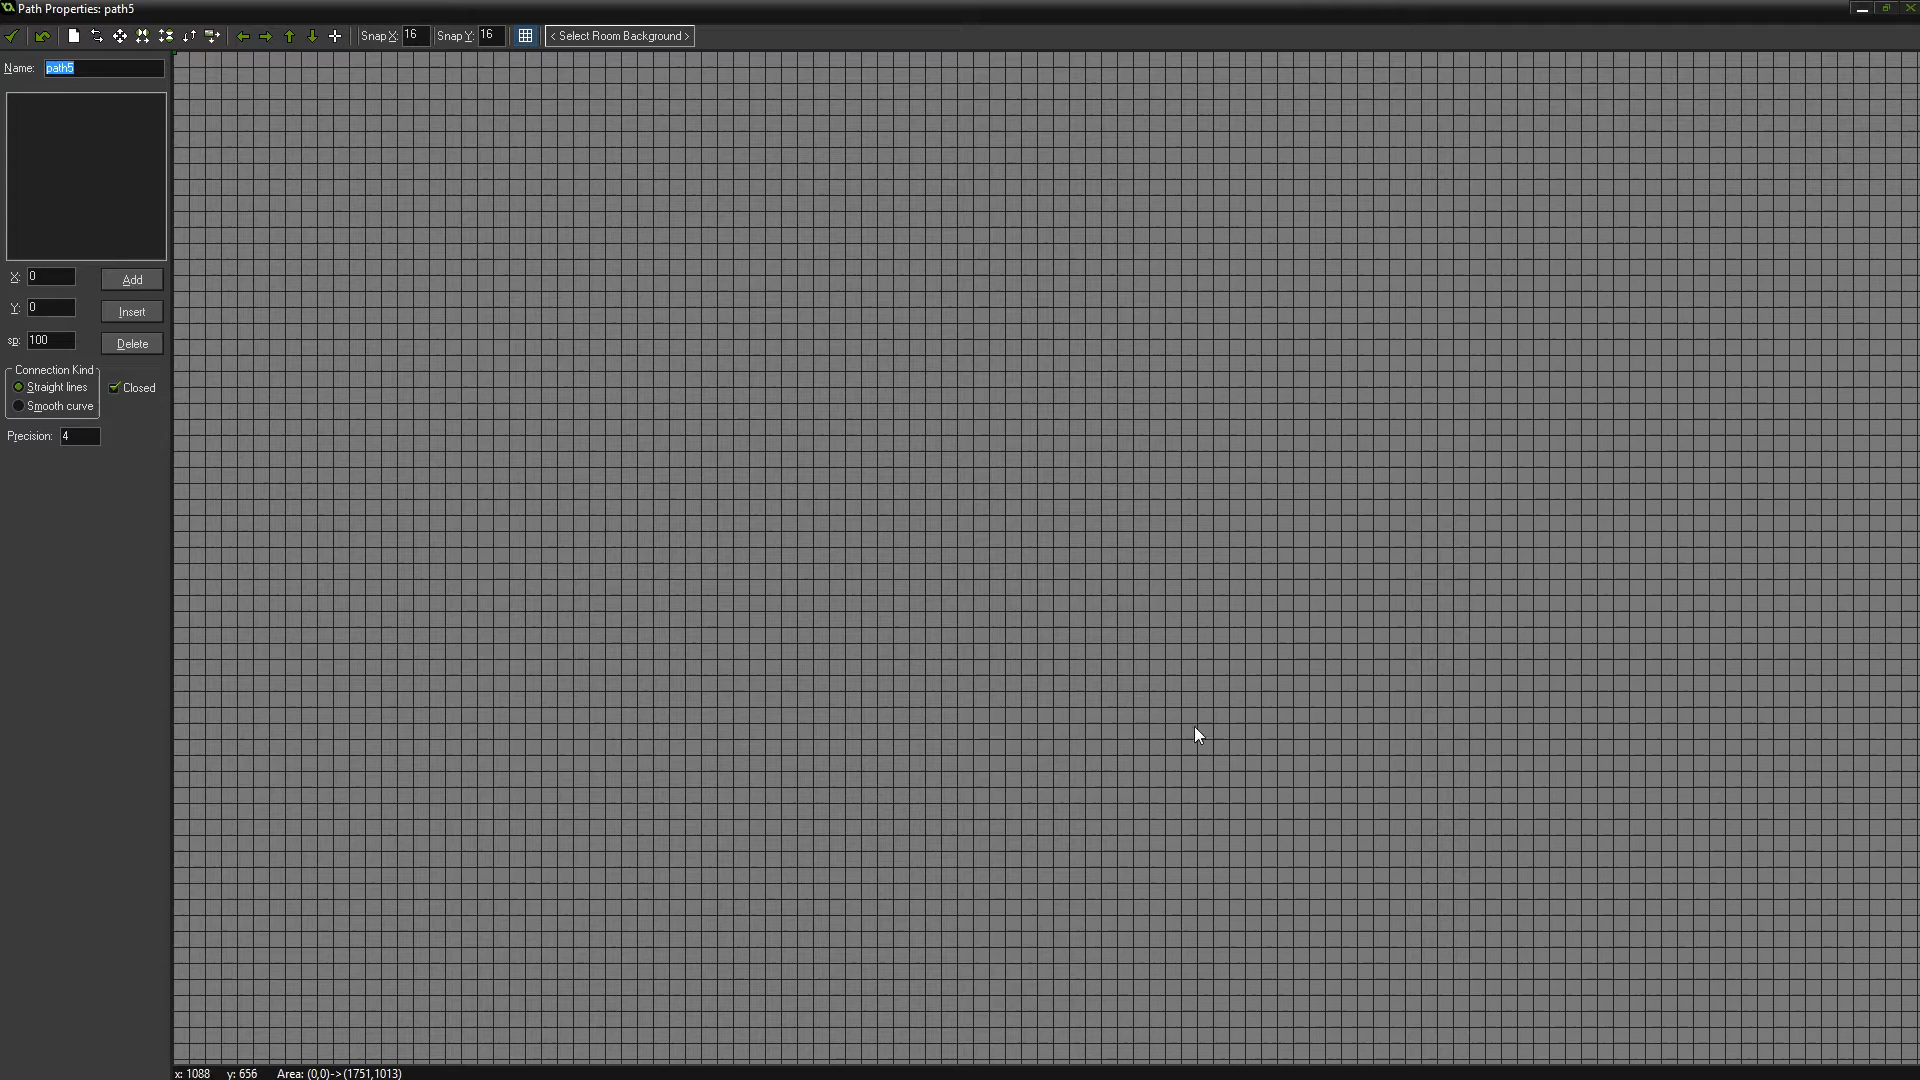 Path Properties: path5
Snap X: 16 Snap Y: 16 < Select Room Background >
Name: path5
X: 0 Add
Y: 0 Insert
sp: 100 Delete
Connection Kind
Straight lines Closed
Smooth curve
Precision: 4
x: 1088 y: 656 Area: (0,0)->(1751,1013)